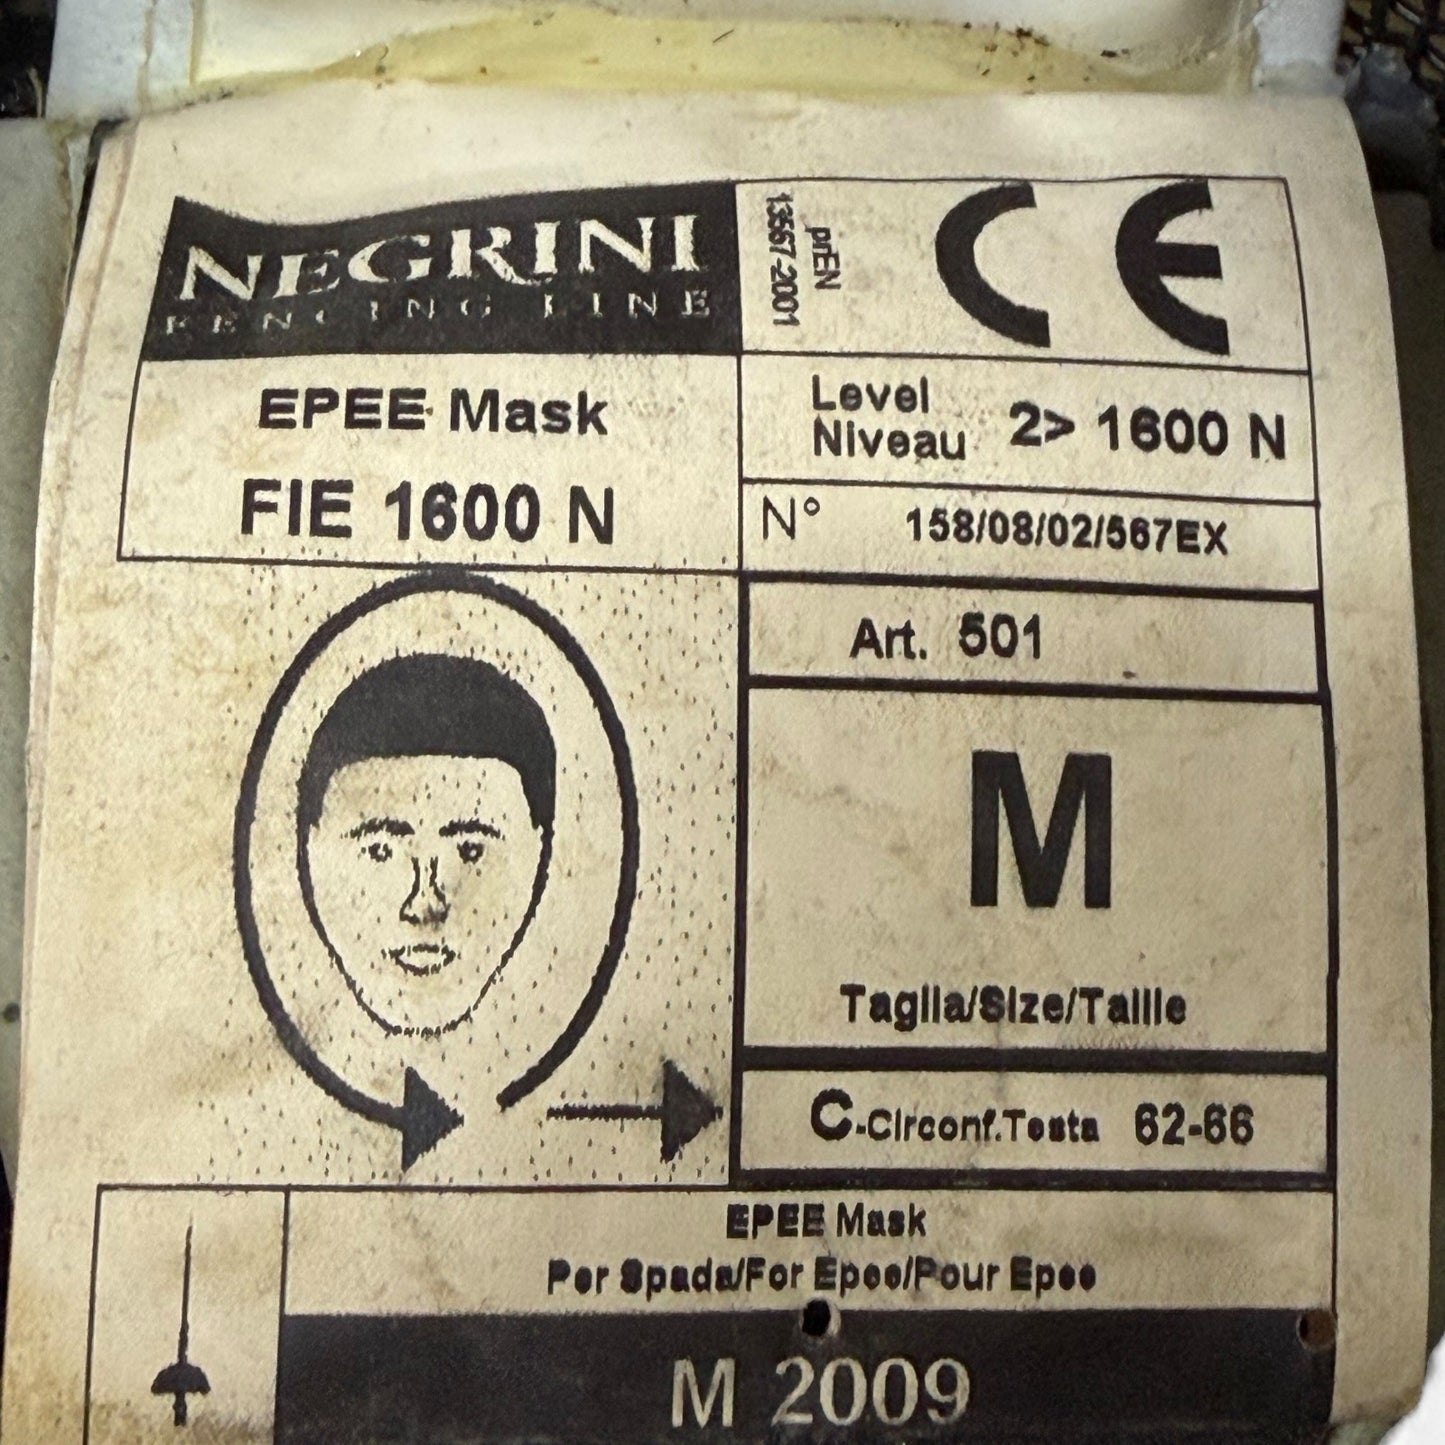 NEGRINI
FENCING LINE
prEN
13567-2001
CE
EPEE Mask
FIE 1600 N
Level
Niveau
2> 1600 N
N° 158/08/02/567EX
Art. 501
M
Taglia/Size/Taille
C-Circonf.Testa 62-66
EPEE Mask
Per Spada/For Epee/Pour Epee
M 2009